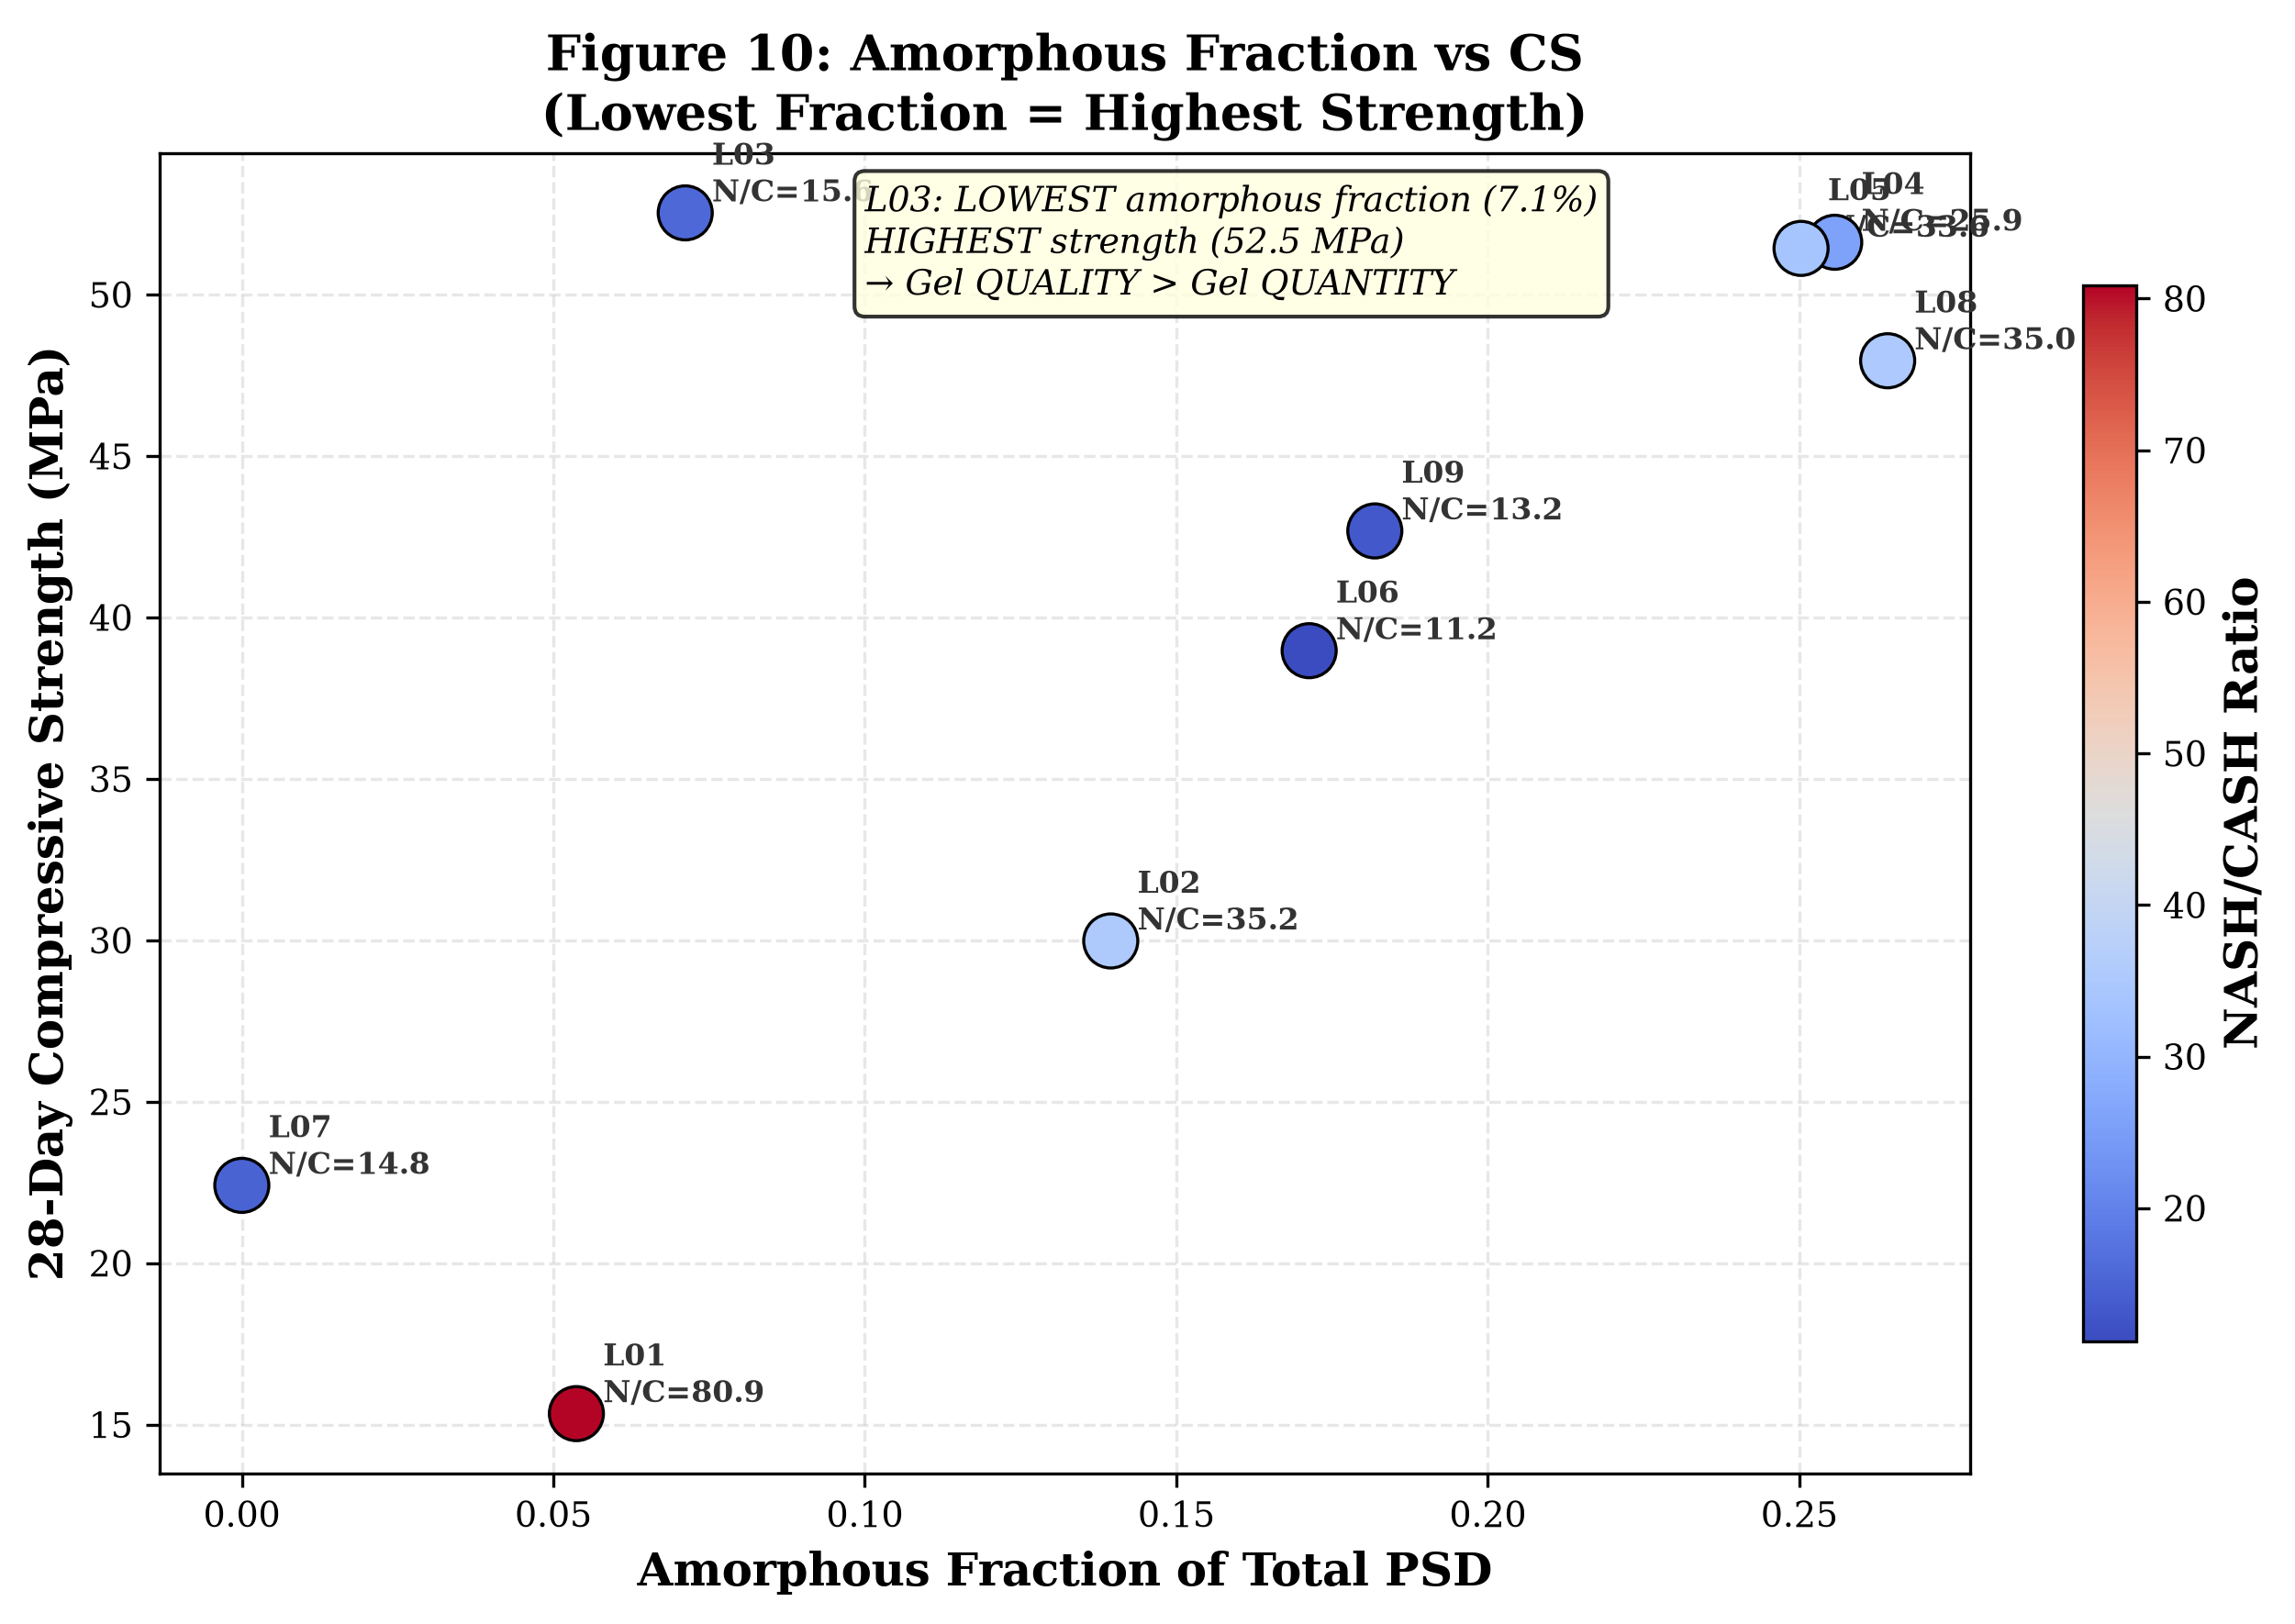 Figure 10: Amorphous Fraction vs CS
(Lowest Fraction = Highest Strength)
L03
N/C=15.6
L03: LOWEST amorphous fraction (7.1%)
HIGHEST strength (52.5 MPa)
→ Gel QUALITY > Gel QUANTITY
L05
L04
N/C=25.9
L08
N/C=35.0
L09
N/C=13.2
L06
N/C=11.2
L02
N/C=35.2
L07
N/C=14.8
L01
N/C=80.9
50
45
40
35
30
25
20
15
28-Day Compressive Strength (MPa)
0.00
0.05
0.10
0.15
0.20
0.25
Amorphous Fraction of Total PSD
80
70
60
50
40
30
20
NASH/CASH Ratio